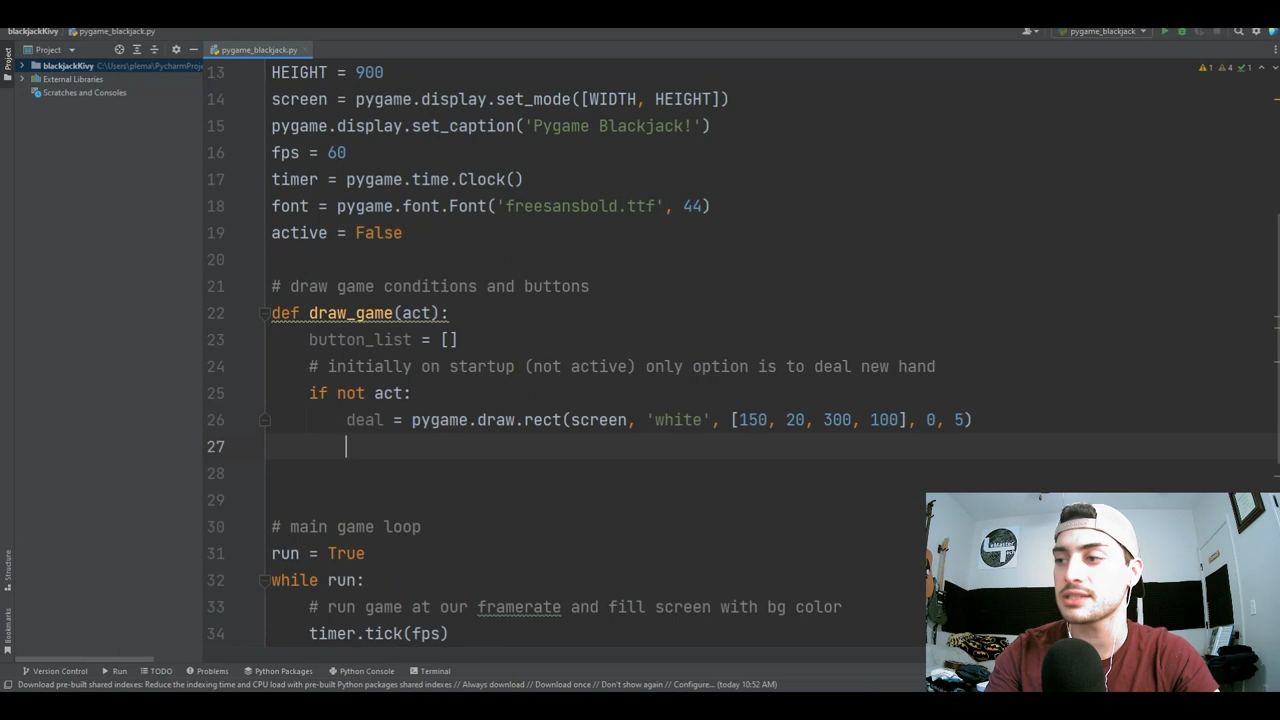 blackjackKivy
pygame_blackjack.py
pygame_blackjack
Project
Project
pygame_blackjack.py
1
4
1
blackjackKivy C:\Users\plema\PycharmProj
External Libraries
Scratches and Consoles
13 HEIGHT = 900
14 screen = pygame.display.set_mode([WIDTH, HEIGHT])
15 pygame.display.set_caption('Pygame Blackjack!')
16 fps = 60
17 timer = pygame.time.Clock()
18 font = pygame.font.Font('freesansbold.ttf', 44)
19 active = False
20
21 # draw game conditions and buttons
22 def draw_game(act):
23 button_list = []
24 # initially on startup (not active) only option is to deal new hand
25 if not act:
26 deal = pygame.draw.rect(screen, 'white', [150, 20, 300, 100], 0, 5)
27
28
29
30 # main game loop
31 run = True
32 while run:
33 # run game at our framerate and fill screen with bg color
34 timer.tick(fps)
Structure
Bookmarks
Version Control
Run
TODO
Problems
Python Packages
Python Console
Terminal
Download pre-built shared indexes: Reduce the indexing time and CPU load with pre-built Python packages shared indexes // Always download // Download once // Don't show again // Configure... (today 10:52 AM)